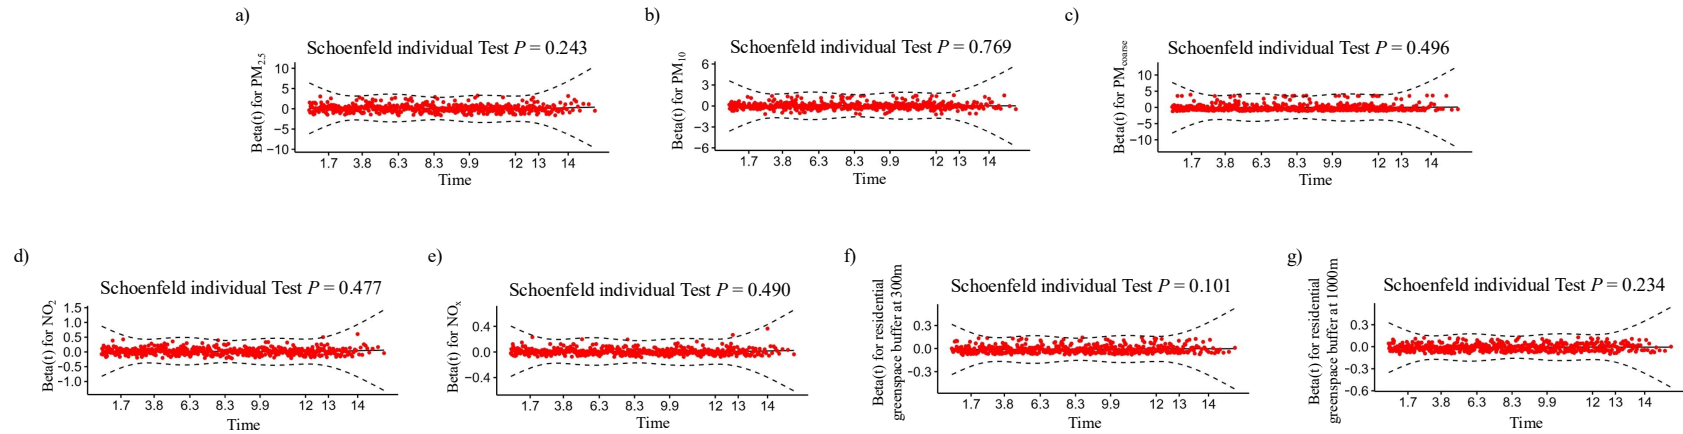 a)
Schoenfeld individual Test P = 0.243
Beta(t) for PM2.5
10
5
0
−5
−10
1.7 3.8 6.3 8.3 9.9 12 13 14
Time
b)
Schoenfeld individual Test P = 0.769
Beta(t) for PM10
6
3
0
−3
−6
1.7 3.8 6.3 8.3 9.9 12 13 14
Time
c)
Schoenfeld individual Test P = 0.496
Beta(t) for PMcoarse
10
5
0
−5
−10
1.7 3.8 6.3 8.3 9.9 12 13 14
Time
d)
Schoenfeld individual Test P = 0.477
Beta(t) for NO2
1.5
1.0
0.5
0.0
−0.5
−1.0
1.7 3.8 6.3 8.3 9.9 12 13 14
Time
e)
Schoenfeld individual Test P = 0.490
Beta(t) for NOx
0.4
0.0
−0.4
1.7 3.8 6.3 8.3 9.9 12 13 14
Time
f)
Schoenfeld individual Test P = 0.101
Beta(t) for residential
greenspace buffer at 300m
0.3
0.0
−0.3
1.7 3.8 6.3 8.3 9.9 12 13 14
Time
g)
Schoenfeld individual Test P = 0.234
Beta(t) for residential
greenspace buffer at 1000m
0.3
0.0
−0.3
−0.6
1.7 3.8 6.3 8.3 9.9 12 13 14
Time